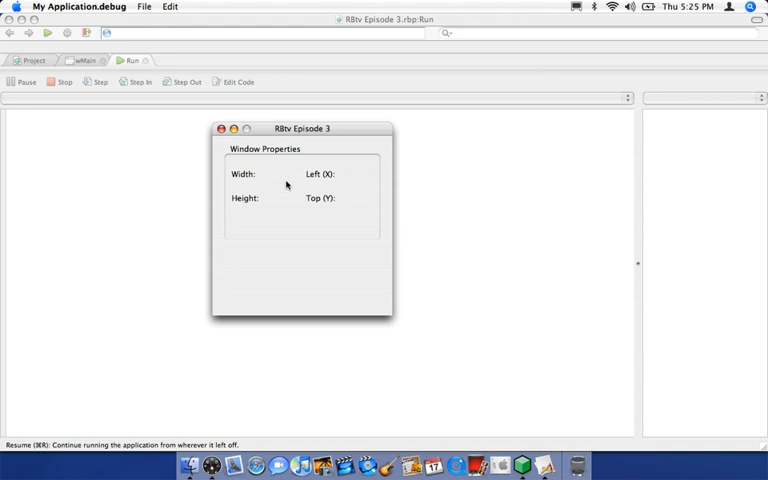 My Application.debug File Edit Thu 5:25 PM
RBtv Episode 3.rbp:Run
Project wMain Run
Pause Stop Step Step In Step Out Edit Code
RBtv Episode 3
Window Properties
Width: Left (X):
Height: Top (Y):
Resume (⌘R): Continue running the application from wherever it left off.
17